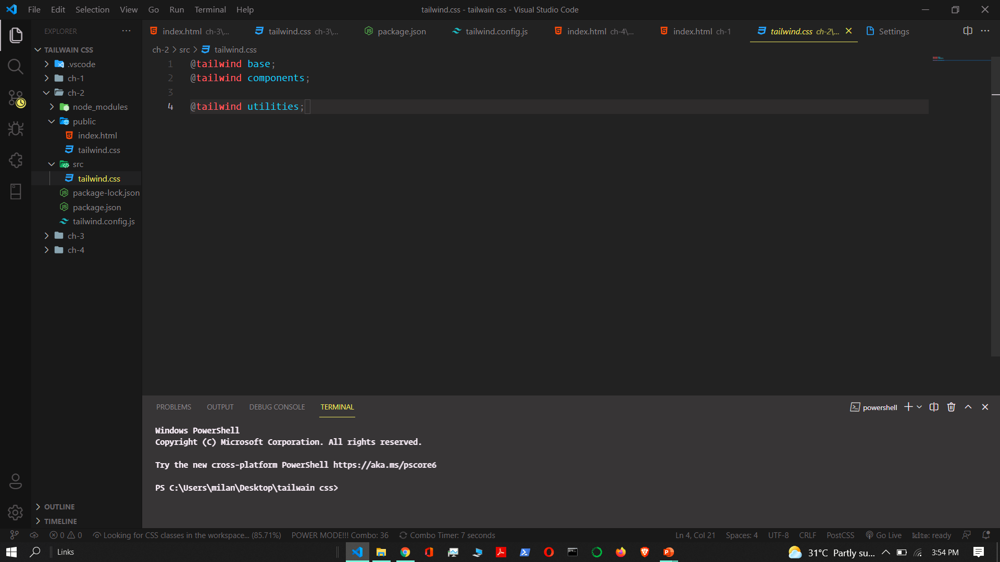 File Edit Selection View Go Run Terminal Help
tailwind.css - tailwain css - Visual Studio Code
EXPLORER
TAILWAIN CSS
.vscode
ch-1
ch-2
node_modules
public
index.html
tailwind.css
src
tailwind.css
package-lock.json
package.json
tailwind.config.js
ch-3
ch-4
OUTLINE
TIMELINE
index.html ch-3\...
tailwind.css ch-3\...
package.json
tailwind.config.js
index.html ch-4\...
index.html ch-1
tailwind.css ch-2\...
Settings
ch-2 > src > tailwind.css
1 @tailwind base;
2 @tailwind components;
3
4 @tailwind utilities;
PROBLEMS OUTPUT DEBUG CONSOLE TERMINAL
powershell
Windows PowerShell
Copyright (C) Microsoft Corporation. All rights reserved.
Try the new cross-platform PowerShell https://aka.ms/pscore6
PS C:\Users\milan\Desktop\tailwain css>
0 0 Looking for CSS classes in the workspace... (85.71%) POWER MODE!!! Combo: 36 Combo Timer: 7 seconds
Ln 4, Col 21 Spaces: 4 UTF-8 CRLF PostCSS Go Live kite: ready
Links
31°C Partly su... 3:54 PM